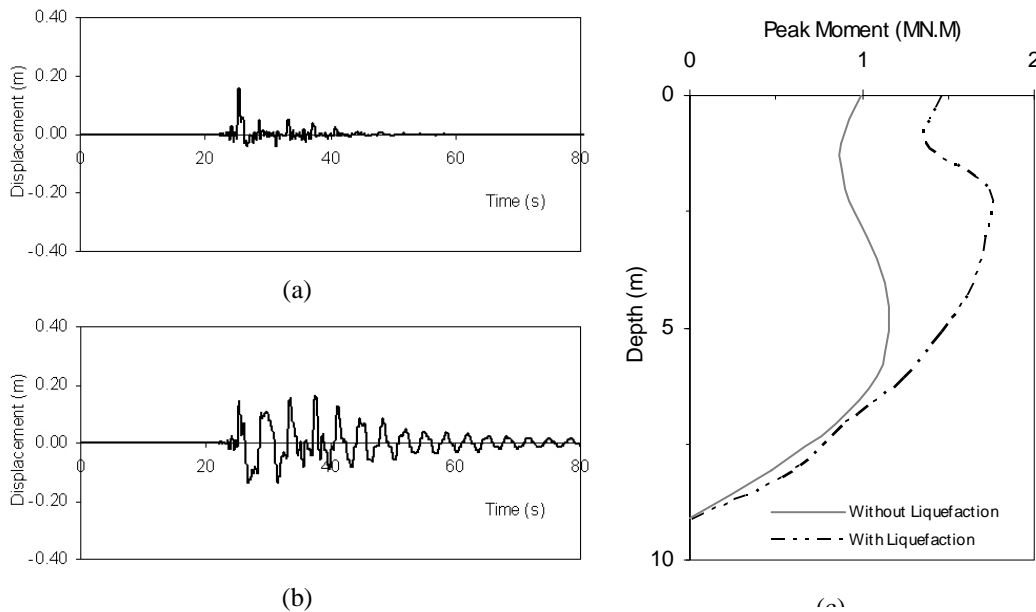 0.40
0.20
0.00
-0.20
-0.40
0 20 40 60 80
Displacement (m)
Time (s)
(a)
0.40
0.20
0.00
-0.20
-0.40
0 20 40 60 80
Displacement (m)
Time (s)
(b)
Peak Moment (MN.M)
0 1 2
0
5
10
Depth (m)
Without Liquefaction
With Liquefaction